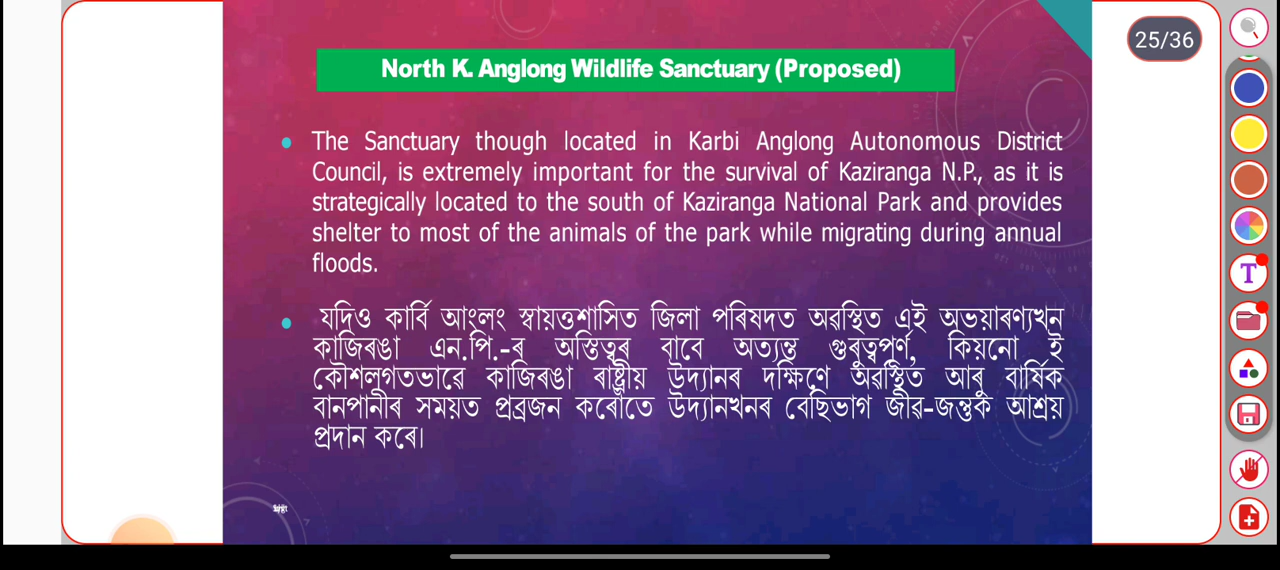 25/36
North K. Anglong Wildlife Sanctuary (Proposed)
The Sanctuary though located in Karbi Anglong Autonomous District
Council, is extremely important for the survival of Kaziranga N.P., as it is
strategically located to the south of Kaziranga National Park and provides
shelter to most of the animals of the park while migrating during annual
floods.
যদিও কাৰ্বি আংলং স্বায়ত্তশাসিত জিলা পৰিষদত অৱস্থিত এই অভয়াৰণ্যখন
কাজিৰঙা এন.পি.-ৰ অস্তিত্বৰ বাবে অত্যন্ত গুৰুত্বপূৰ্ণ, কিয়নো ই
কৌশলগতভাৱে কাজিৰঙা ৰাষ্ট্ৰীয় উদ্যানৰ দক্ষিণে অৱস্থিত আৰু বাৰ্ষিক
বানপানীৰ সময়ত প্ৰব্ৰজন কৰোঁতে উদ্যানখনৰ বেছিভাগ জীৱ-জন্তুক আশ্ৰয়
প্ৰদান কৰে।
T